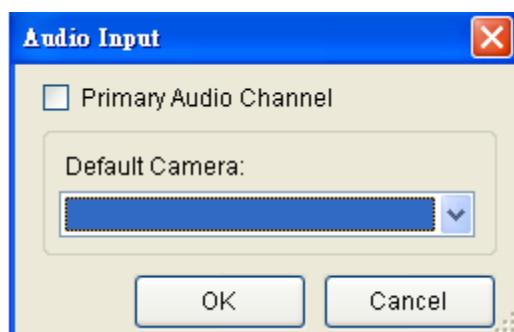 Audio Input
Primary Audio Channel
Default Camera:
OK
Cancel